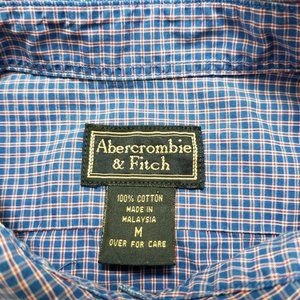 Abercrombie
& Fitch
100% COTTON
MADE IN
MALAYSIA
M
OVER FOR CARE